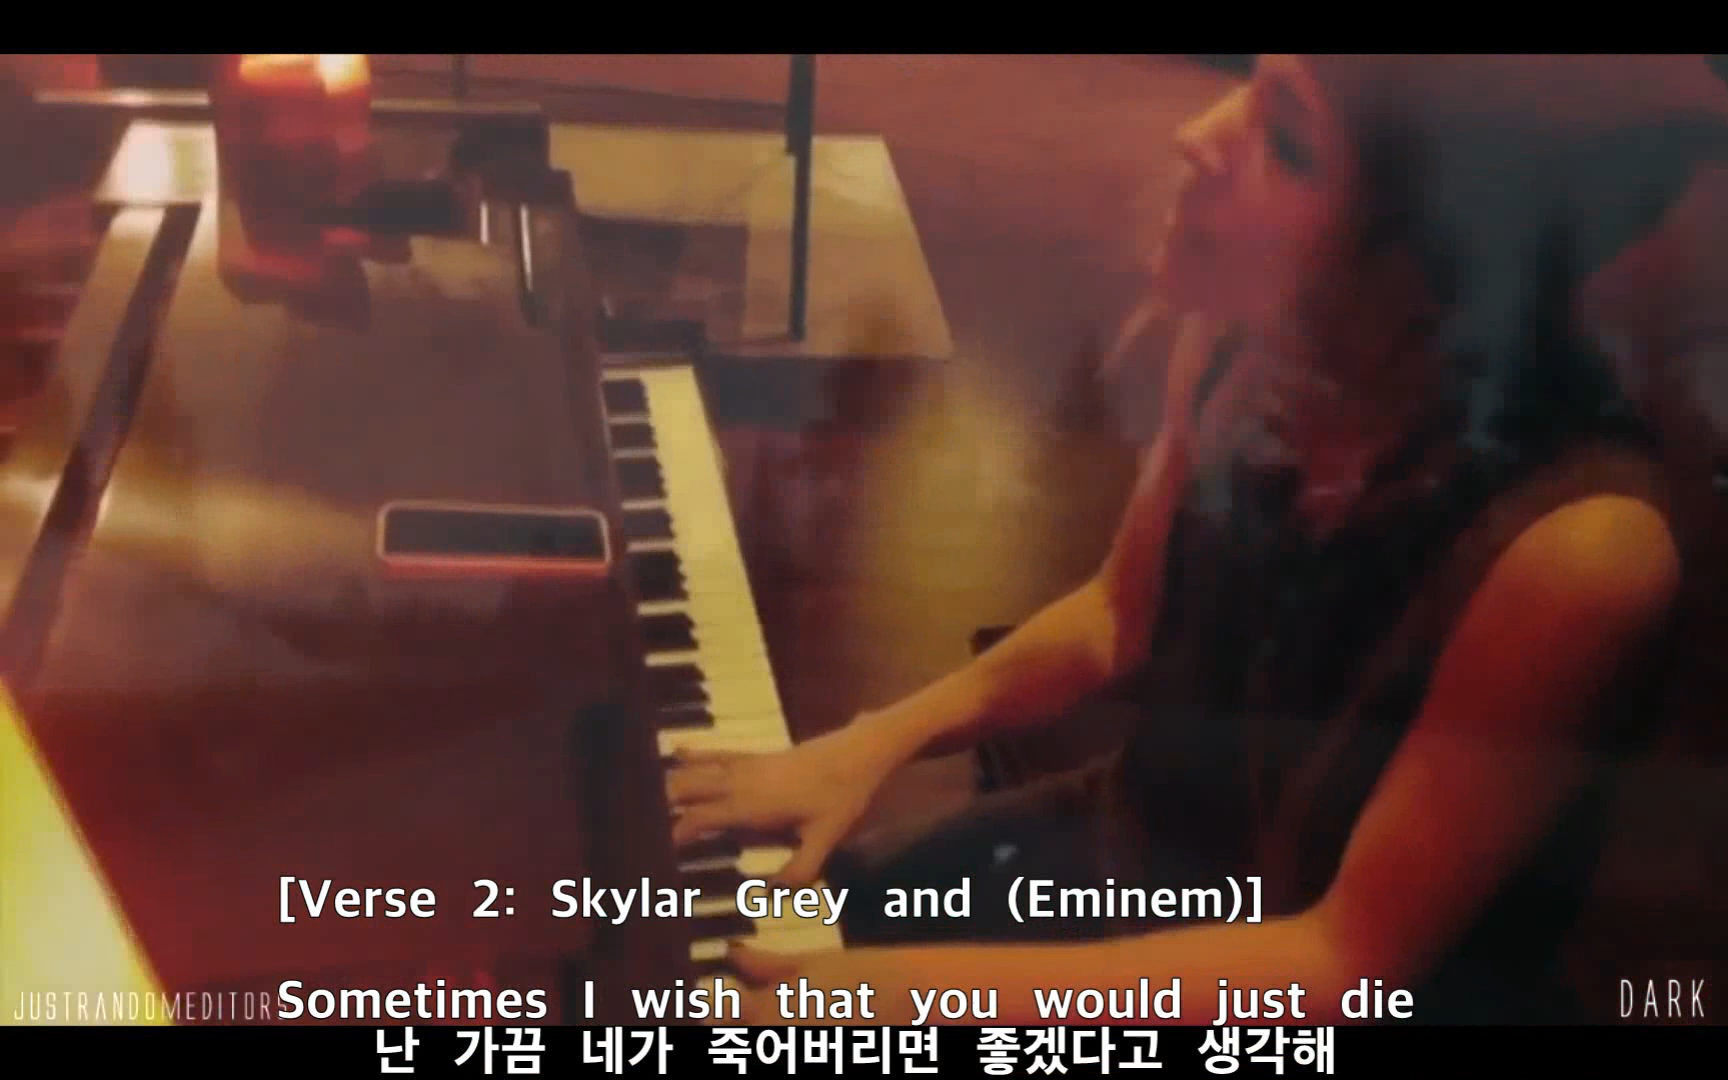 [Verse 2: Skylar Grey and (Eminem)]
JUSTRANDOMEDITORS
Sometimes I wish that you would just die
DARK
난 가끔 네가 죽어버리면 좋겠다고 생각해